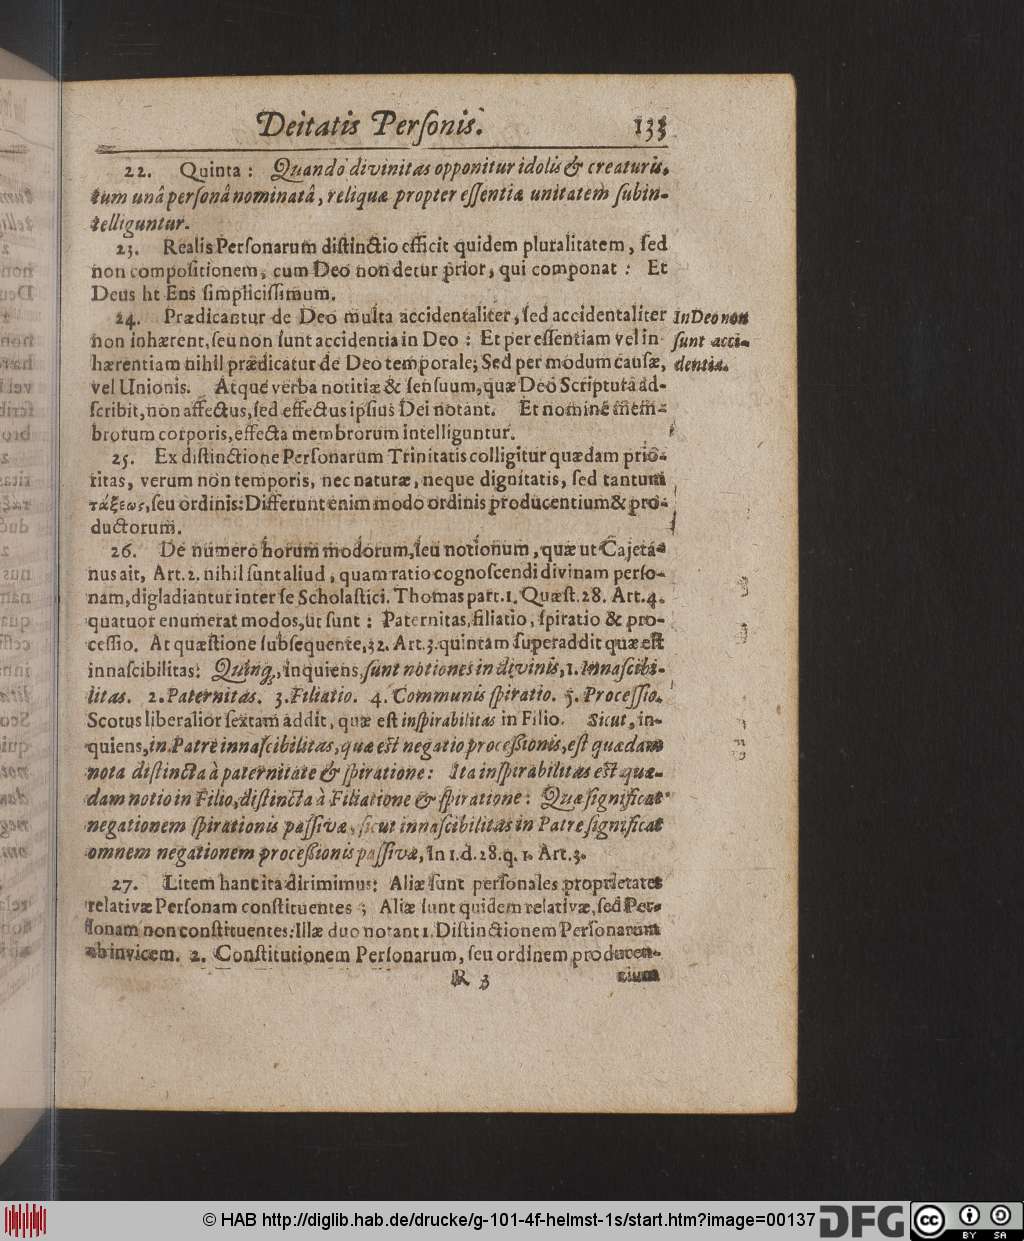 Deitatis Perſonis. 133
22. Quinta: Quando divinitas opponitur idolis & creaturis,
tum unâ perſonâ nominatâ, reliquæ propter eſſentiæ unitatem ſubin-
telliguntur.
23. Realis Perſonarum diſtinctio efficit quidem pluralitatem, ſed
non compoſitionem, cum Deo non detur prior, qui componat: Et
Deus ſit Ens ſimpliciſſimum.
24. Prædicantur de Deo multa accidentaliter, ſed accidentaliter
In Deo non
non inhærent, ſeu non ſunt accidentia in Deo: Et per eſſentiam vel in-
ſunt acci-
hærentiam nihil prædicatur de Deo temporale; Sed per modum cauſæ,
dentia.
vel Unionis. Atque verba notitiæ & ſenſuum, quæ Deo Scriptura ad-
ſcribit, non affectus, ſed effectus ipſius Dei notant. Et nomine mem-
brorum corporis, effecta membrorum intelliguntur.
25. Ex diſtinctione Perſonarum Trinitatis colligitur quædam prio-
ritas, verum non temporis, nec naturæ, neque dignitatis, ſed tantum
τάξεως, ſeu ordinis: Differunt enim modo ordinis producentium & pro-
ductorum.
26. De numero horum modorum, ſeu notionum, quæ ut Cajeta-
nus ait, Art. 2. nihil ſunt aliud, quam ratio cognoſcendi divinam perſo-
nam, digladiantur inter ſe Scholaſtici. Thomas part. 1. Quæſt. 28. Art. 4.
quatuor enumerat modos, ut ſunt: Paternitas, filiatio, ſpiratio & pro-
ceſſio. At quæſtione ſubſequente, 32. Art. 3. quintam ſuperaddit quæ eſt
innaſcibilitas: Quinq;, inquiens, ſunt notiones in divinis, 1. Innaſcibi-
litas. 2. Paternitas. 3. Filiatio. 4. Communis ſpiratio. 5. Proceſſio.
Scotus liberalior ſextam addit, quæ eſt inſpirabilitas in Filio. Sicut, in-
quiens, in Patre innaſcibilitas, quæ eſt negatio proceſſionis, eſt quædam
nota diſtincta à paternitate & ſpiratione: Ita inſpirabilitas eſt quæ-
dam notio in Filio, diſtincta à Filiatione & ſpiratione: Quæ ſignificat
negationem ſpirationis paſſivæ, ſicut innaſcibilitas in Patre ſignificat
omnem negationem proceſſionis paſſivæ, in 1. d. 28. q. 1. Art. 3.
27. Litem hanc ita dirimimus: Aliæ ſunt perſonales proprietates
relativæ Perſonam conſtituentes; Aliæ ſunt quidem relativæ, ſed Per-
ſonam non conſtituentes: Illæ duo notant 1. Diſtinctionem Perſonarum
ab invicem. 2. Conſtitutionem Perſonarum, ſeu ordinem producen-
R 3 tium
© HAB http://diglib.hab.de/drucke/g-101-4f-helmst-1s/start.htm?image=00137
DFG
cc BY SA